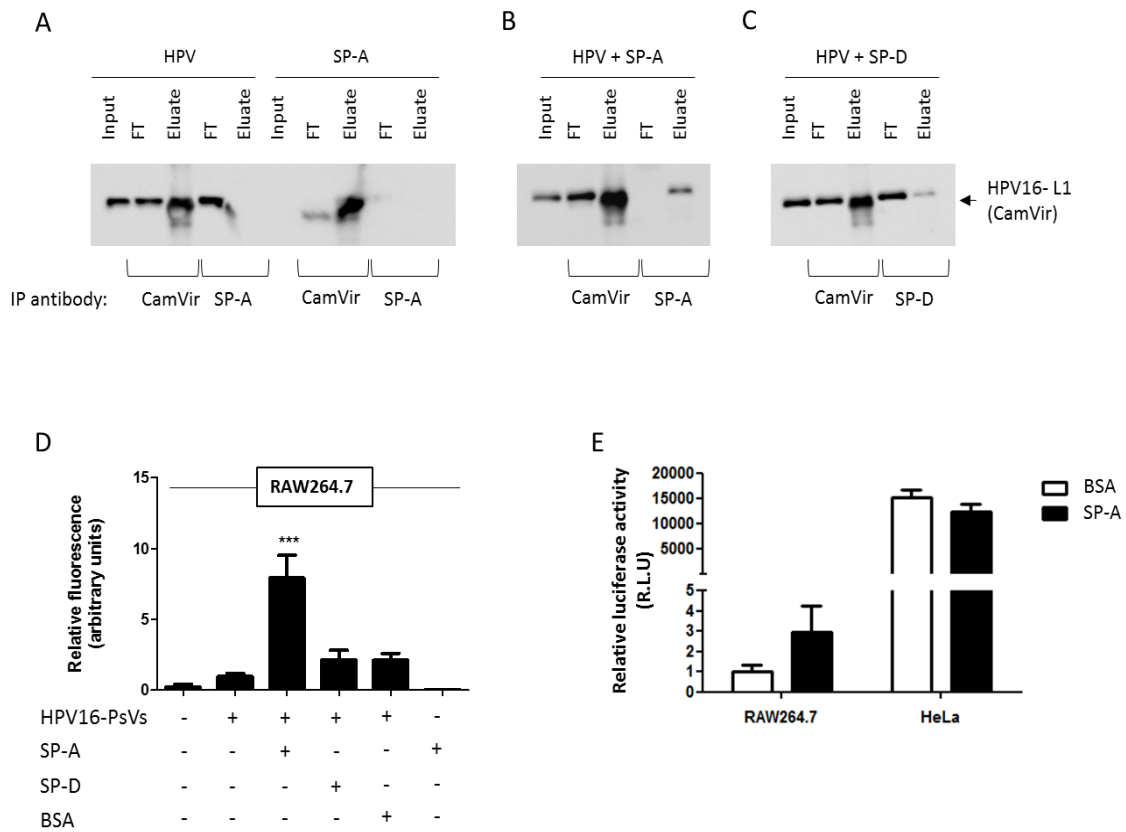 A
HPV
SP-A
Input
FT
Eluate
FT
Eluate
Input
FT
Eluate
FT
Eluate
IP antibody:
CamVir
SP-A
CamVir
SP-A
B
HPV + SP-A
Input
FT
Eluate
FT
Eluate
CamVir
SP-A
C
HPV + SP-D
Input
FT
Eluate
FT
Eluate
HPV16- L1
(CamVir)
CamVir
SP-D
D
RAW264.7
Relative fluorescence
(arbitrary units)
15
10
5
0
***
HPV16-PsVs - + + + + -
SP-A - - + - - +
SP-D - - - + - -
BSA - - - - + -
E
Relative luciferase activity
(R.L.U)
20000
15000
10000
5000
5
4
3
2
1
0
RAW264.7
HeLa
BSA
SP-A